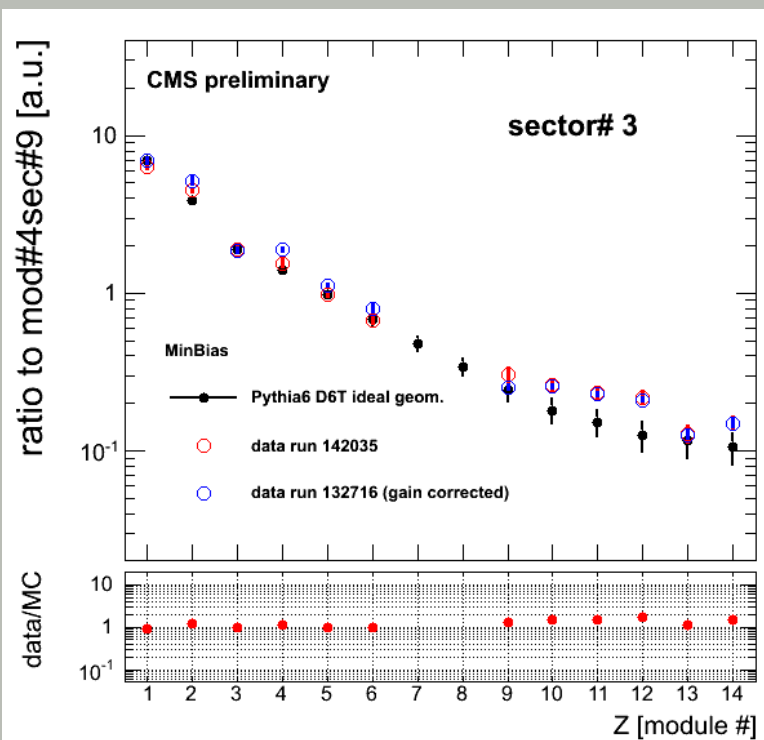 CMS preliminary
sector# 3
ratio to mod#4sec#9 [a.u.]
10
1
10-1
MinBias
Pythia6 D6T ideal geom.
data run 142035
data run 132716 (gain corrected)
data/MC
10
1
10-1
1 2 3 4 5 6 7 8 9 10 11 12 13 14
Z [module #]